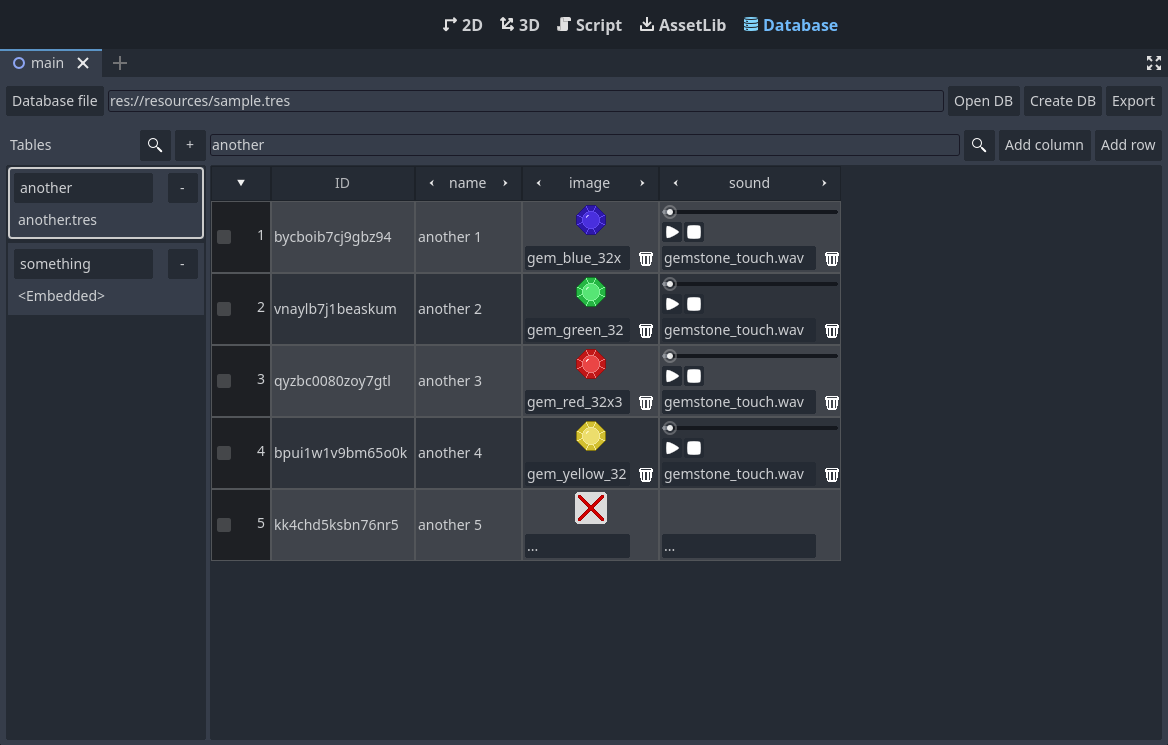 2D 3D Script AssetLib Database
main
Database file res://resources/sample.tres Open DB Create DB Export
Tables + another Add column Add row
another -
another.tres
something -
<Embedded>
ID name image sound
1 bycboib7cj9gbz94 another 1 gem_blue_32x gemstone_touch.wav
2 vnaylb7j1beaskum another 2 gem_green_32 gemstone_touch.wav
3 qyzbc0080zoy7gtl another 3 gem_red_32x3 gemstone_touch.wav
4 bpui1w1v9bm65o0k another 4 gem_yellow_32 gemstone_touch.wav
5 kk4chd5ksbn76nr5 another 5 ... ...